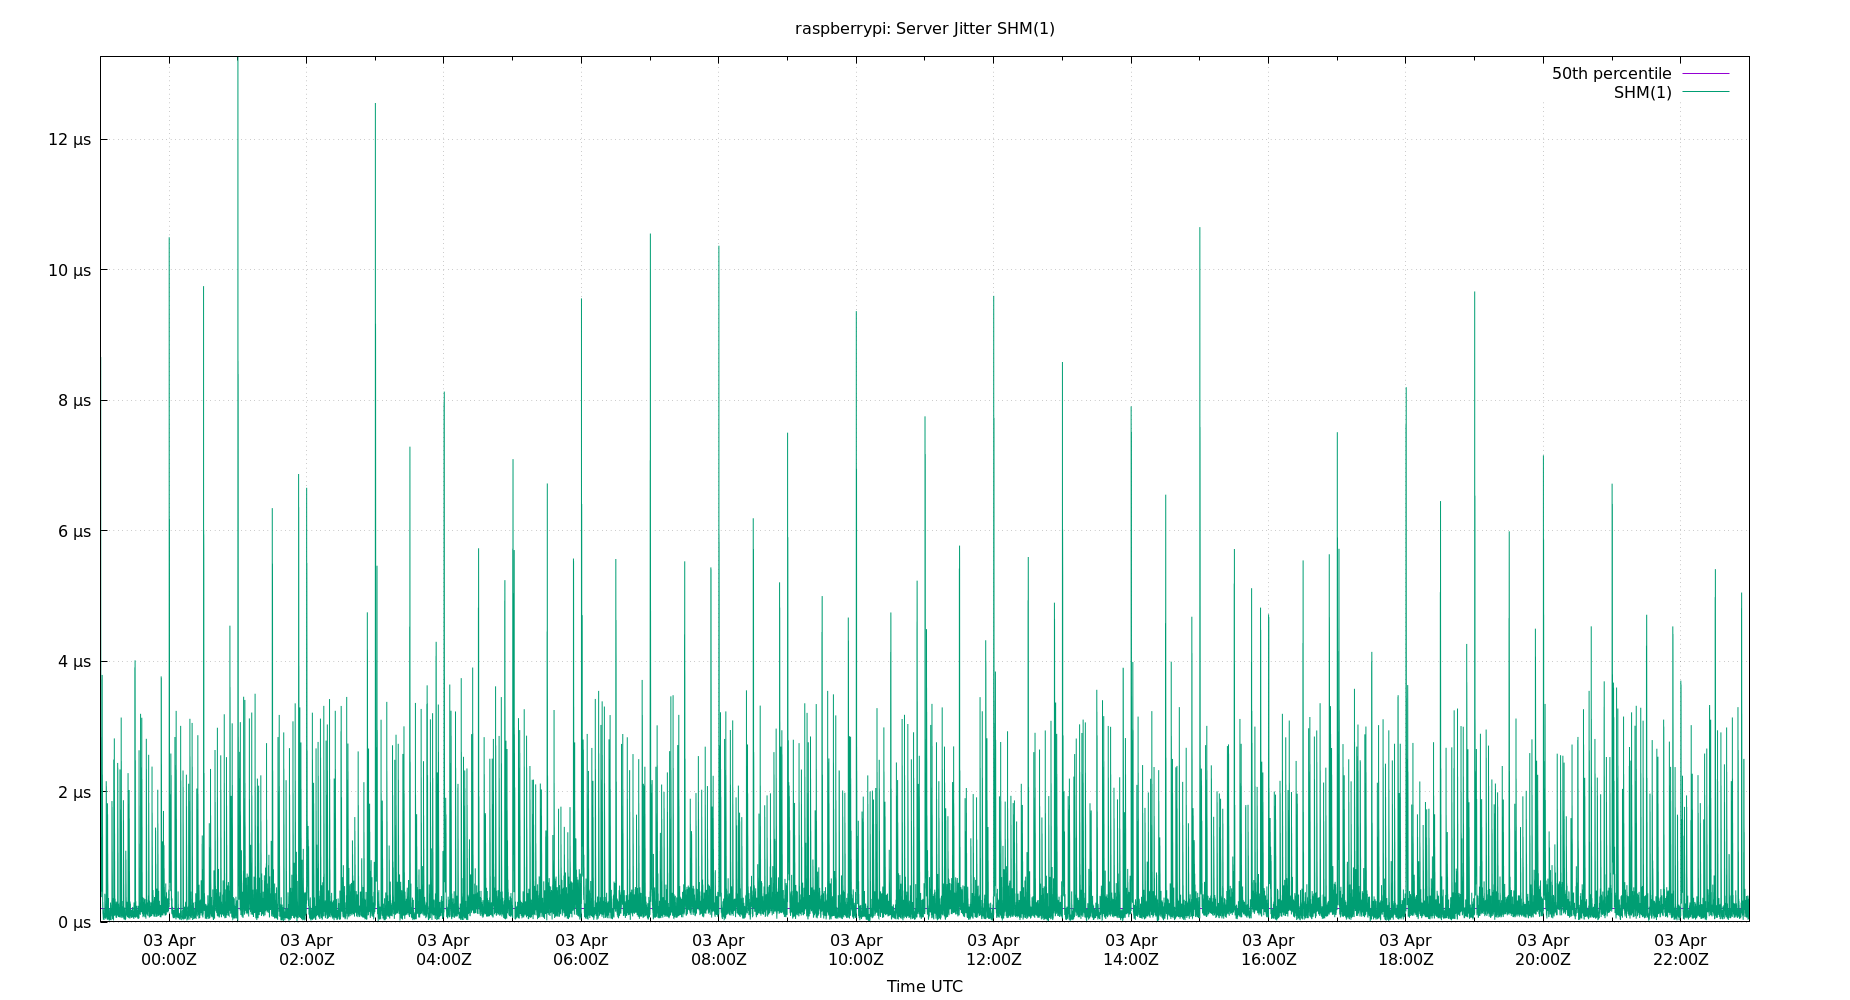 raspberrypi: Server Jitter SHM(1)
50th percentile
SHM(1)
12 µs
10 µs
8 µs
6 µs
4 µs
2 µs
0 µs
03 Apr 03 Apr 03 Apr 03 Apr 03 Apr 03 Apr 03 Apr 03 Apr 03 Apr 03 Apr 03 Apr 03 Apr
00:00Z 02:00Z 04:00Z 06:00Z 08:00Z 10:00Z 12:00Z 14:00Z 16:00Z 18:00Z 20:00Z 22:00Z
Time UTC